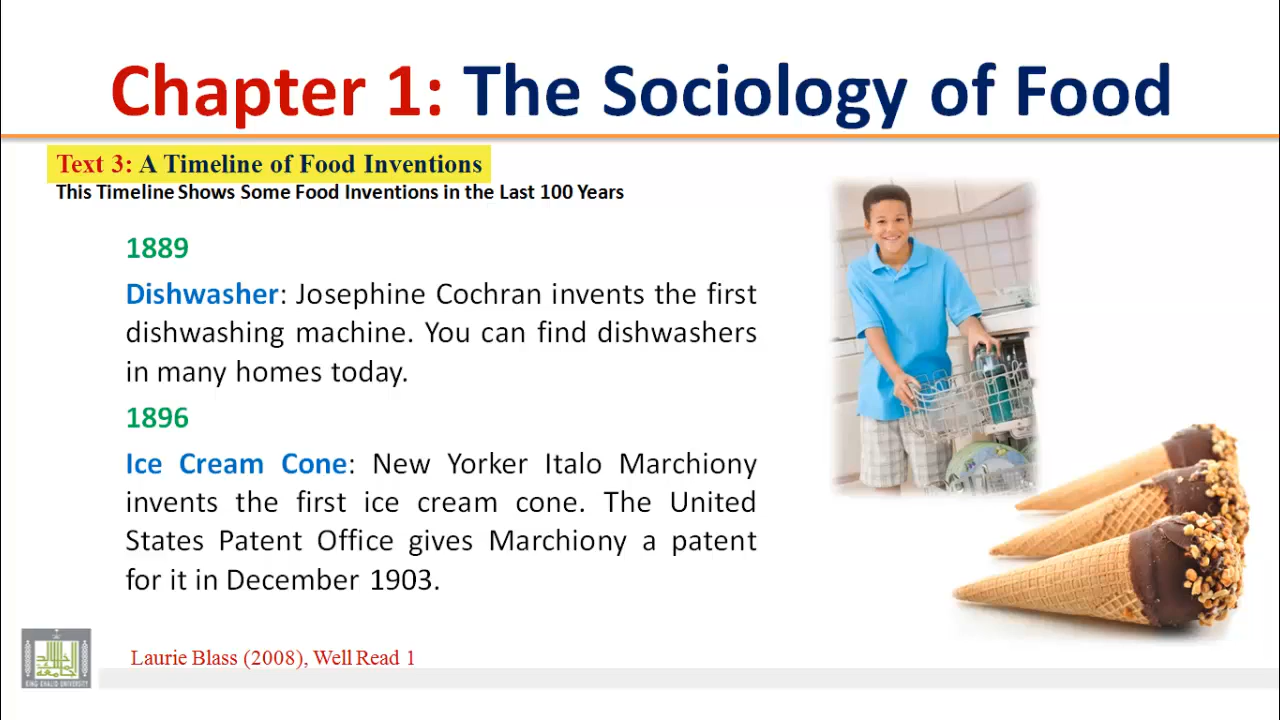 Chapter 1: The Sociology of Food
Text 3: A Timeline of Food Inventions
This Timeline Shows Some Food Inventions in the Last 100 Years
1889
Dishwasher: Josephine Cochran invents the first
dishwashing machine. You can find dishwashers
in many homes today.
1896
Ice Cream Cone: New Yorker Italo Marchiony
invents the first ice cream cone. The United
States Patent Office gives Marchiony a patent
for it in December 1903.
KING KHALID UNIVERSITY
Laurie Blass (2008), Well Read 1